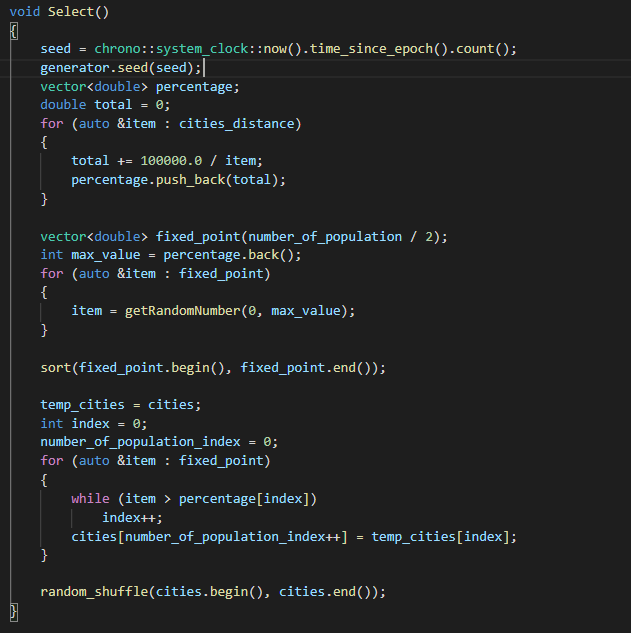 void Select()
{
    seed = chrono::system_clock::now().time_since_epoch().count();
    generator.seed(seed);
    vector<double> percentage;
    double total = 0;
    for (auto &item : cities_distance)
    {
        total += 100000.0 / item;
        percentage.push_back(total);
    }

    vector<double> fixed_point(number_of_population / 2);
    int max_value = percentage.back();
    for (auto &item : fixed_point)
    {
        item = getRandomNumber(0, max_value);
    }

    sort(fixed_point.begin(), fixed_point.end());

    temp_cities = cities;
    int index = 0;
    number_of_population_index = 0;
    for (auto &item : fixed_point)
    {
        while (item > percentage[index])
            index++;
        cities[number_of_population_index++] = temp_cities[index];
    }

    random_shuffle(cities.begin(), cities.end());
}